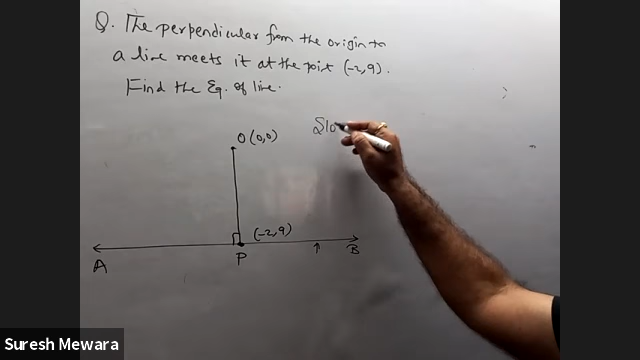 Q. The perpendicular from the origin to
a line meets it at the point (-2,9).
Find the Eq. of line.
O (0,0)
Slo
(-2,9)
A
P
B
Suresh Mewara